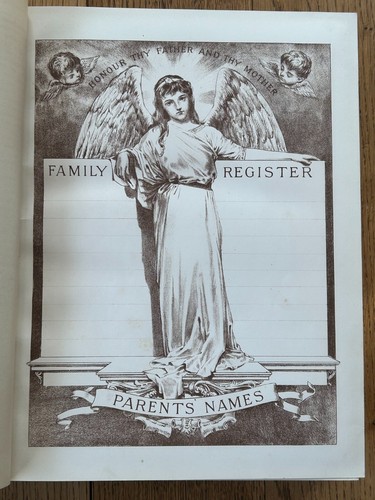 HONOUR THY FATHER AND THY MOTHER
FAMILY REGISTER
PARENTS NAMES